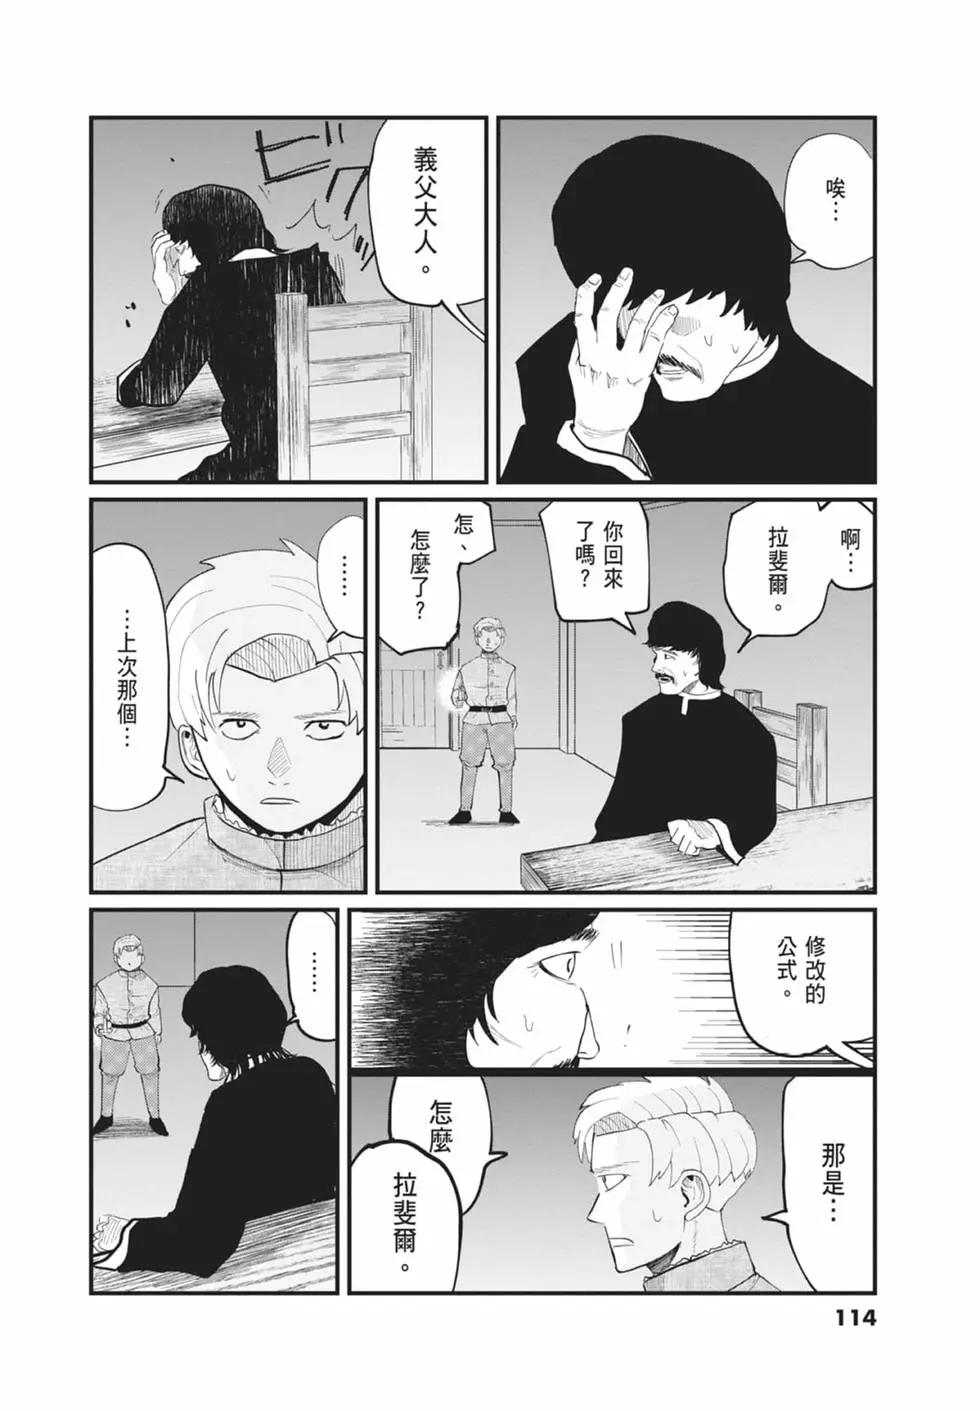 唉…
義父大人。
ビクッ
啊…
拉斐爾。
你回來
了嗎？
怎、
怎麼了？
……
…上次那個…
修改的
公式。
那是…
怎麼
拉斐爾。
……
114